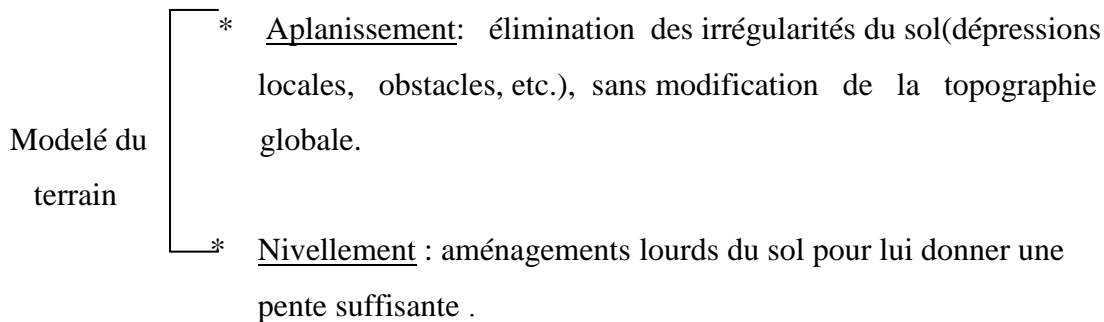 * Aplanissement: élimination des irrégularités du sol(dépressions
locales, obstacles, etc.), sans modification de la topographie
globale.
Modelé du
terrain
* Nivellement : aménagements lourds du sol pour lui donner une
pente suffisante .